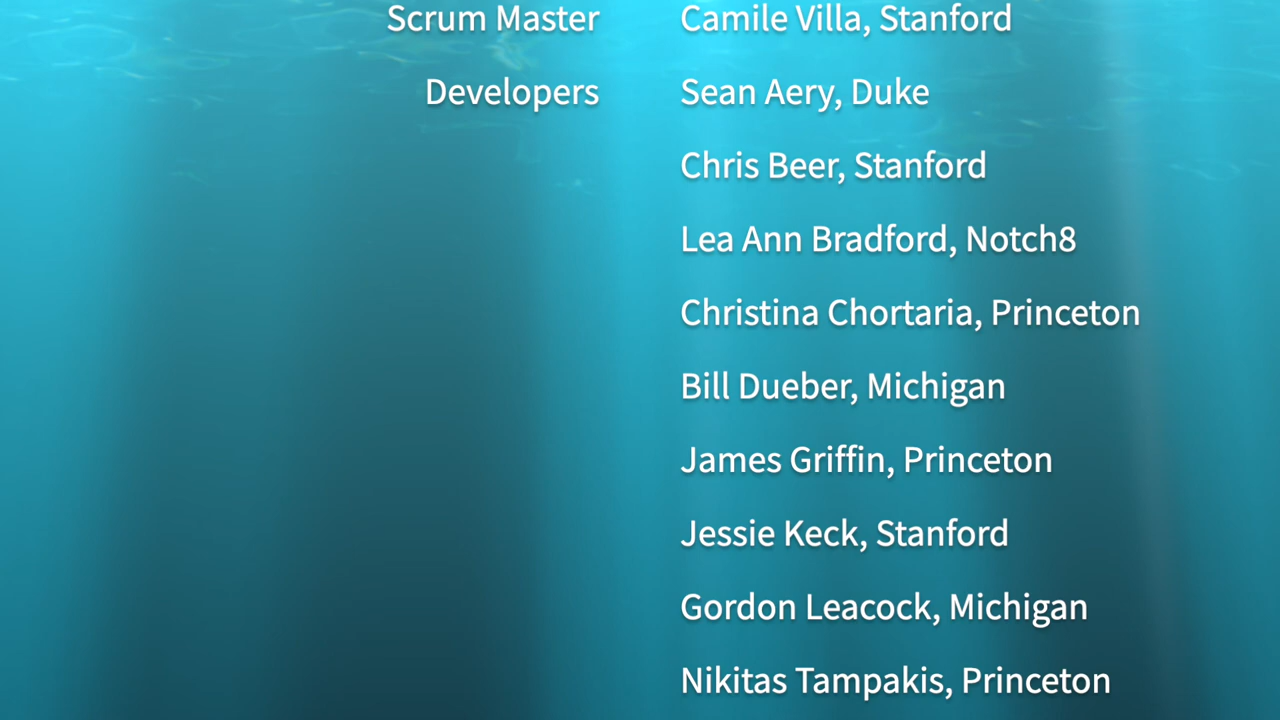 Scrum Master Camile Villa, Stanford
Developers Sean Aery, Duke
Chris Beer, Stanford
Lea Ann Bradford, Notch8
Christina Chortaria, Princeton
Bill Dueber, Michigan
James Griffin, Princeton
Jessie Keck, Stanford
Gordon Leacock, Michigan
Nikitas Tampakis, Princeton